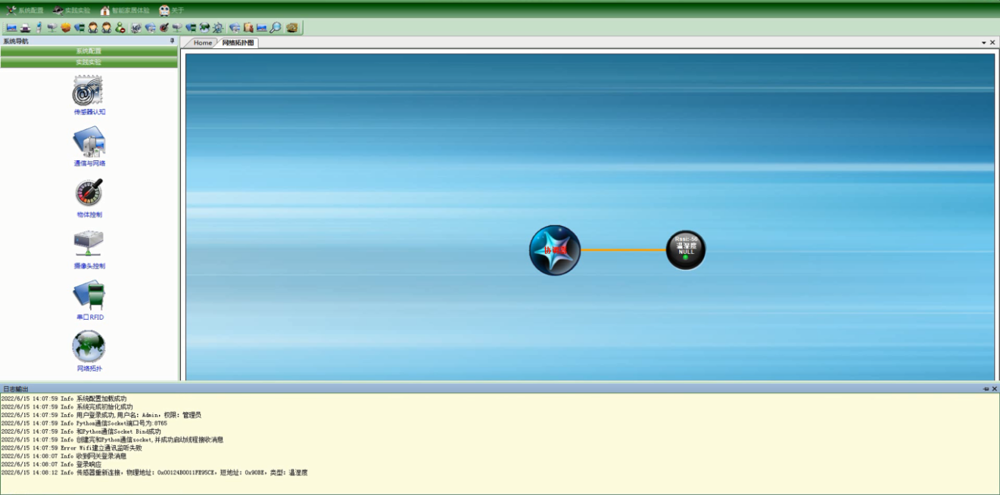 系统配置 实践实验 智能家居体验 关于
系统导航
系统配置
实践实验
传感器认知
通信与网络
物体控制
摄像头控制
串口RFID
网络拓扑
Home 网络拓扑图
协调器
Rssi:-56
温湿度
NULL
日志输出
2022/6/15 14:07:59 Info 系统配置加载成功
2022/6/15 14:07:59 Info 系统完成初始化成功
2022/6/15 14:07:59 Info 用户登录成功,用户名: Admin, 权限: 管理员
2022/6/15 14:07:59 Info Python通信Socket端口号为:8765
2022/6/15 14:07:59 Info 和Python通信Socket Bind成功
2022/6/15 14:07:59 Info 创建完和Python通信socket,并成功启动线程接收消息
2022/6/15 14:07:59 Error Wifi建立通讯监听失败
2022/6/15 14:08:07 Info 收到网关登录消息
2022/6/15 14:08:07 Info 登录响应
2022/6/15 14:08:12 Info 传感器重新连接, 物理地址: 0x00124B0011FE95CE, 短地址: 0x90BE, 类型: 温湿度